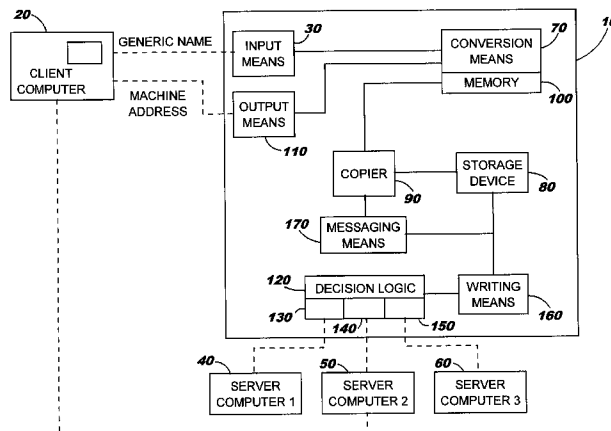 20
CLIENT
COMPUTER
GENERIC NAME
MACHINE
ADDRESS
30
INPUT
MEANS
OUTPUT
MEANS
110
70
CONVERSION
MEANS
MEMORY
100
10
COPIER
90
STORAGE
DEVICE
80
170
MESSAGING
MEANS
120
DECISION LOGIC
130
140
150
WRITING
MEANS
160
40
SERVER
COMPUTER 1
50
SERVER
COMPUTER 2
60
SERVER
COMPUTER 3